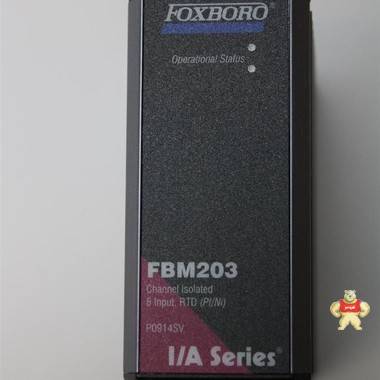 FOXBORO
Operational Status
FBM203
Channel Isolated
8 Input, RTD (Pt/Ni)
P0914SV
I/A Series®